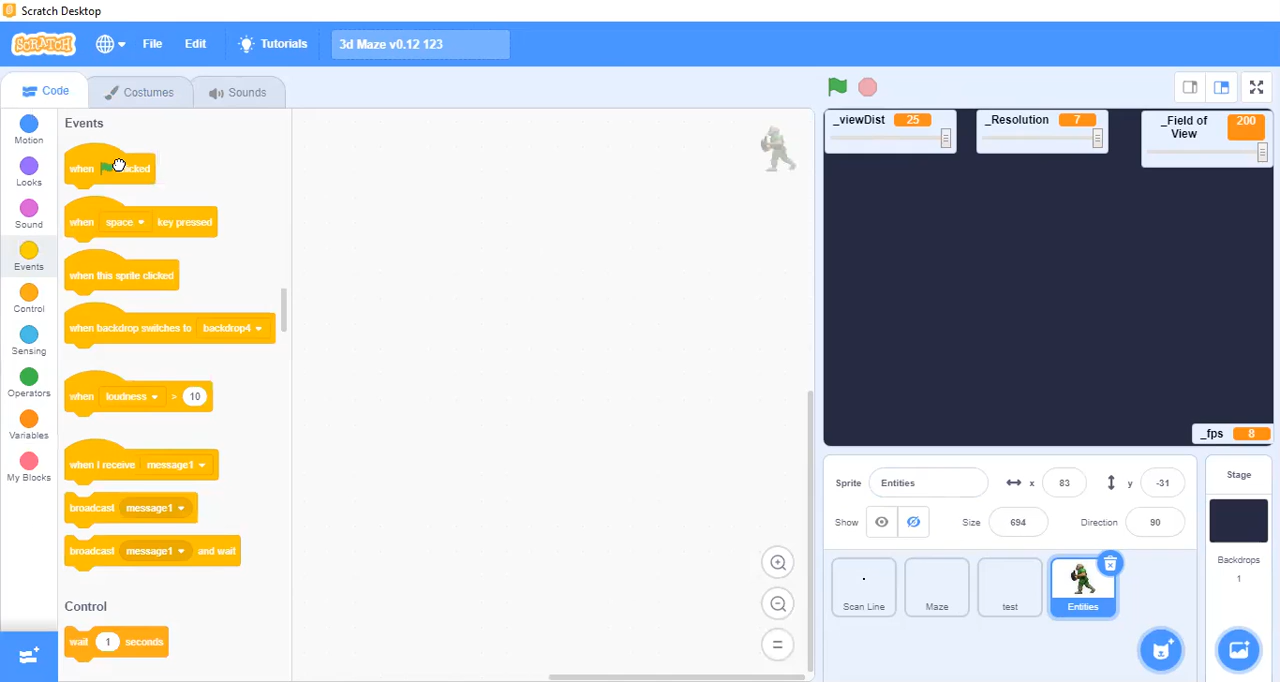 Scratch Desktop
SCRATCH File Edit Tutorials 3d Maze v0.12 123
Code Costumes Sounds
Motion
Looks
Sound
Events
Control
Sensing
Operators
Variables
My Blocks
Events
when clicked
when space key pressed
when this sprite clicked
when backdrop switches to backdrop4
when loudness > 10
when I receive message1
broadcast message1
broadcast message1 and wait
Control
wait 1 seconds
_viewDist 25
_Resolution 7
_Field of View 200
_fps 8
Sprite Entities x 83 y -31
Show Size 694 Direction 90
Scan Line
Maze
test
Entities
Stage
Backdrops
1